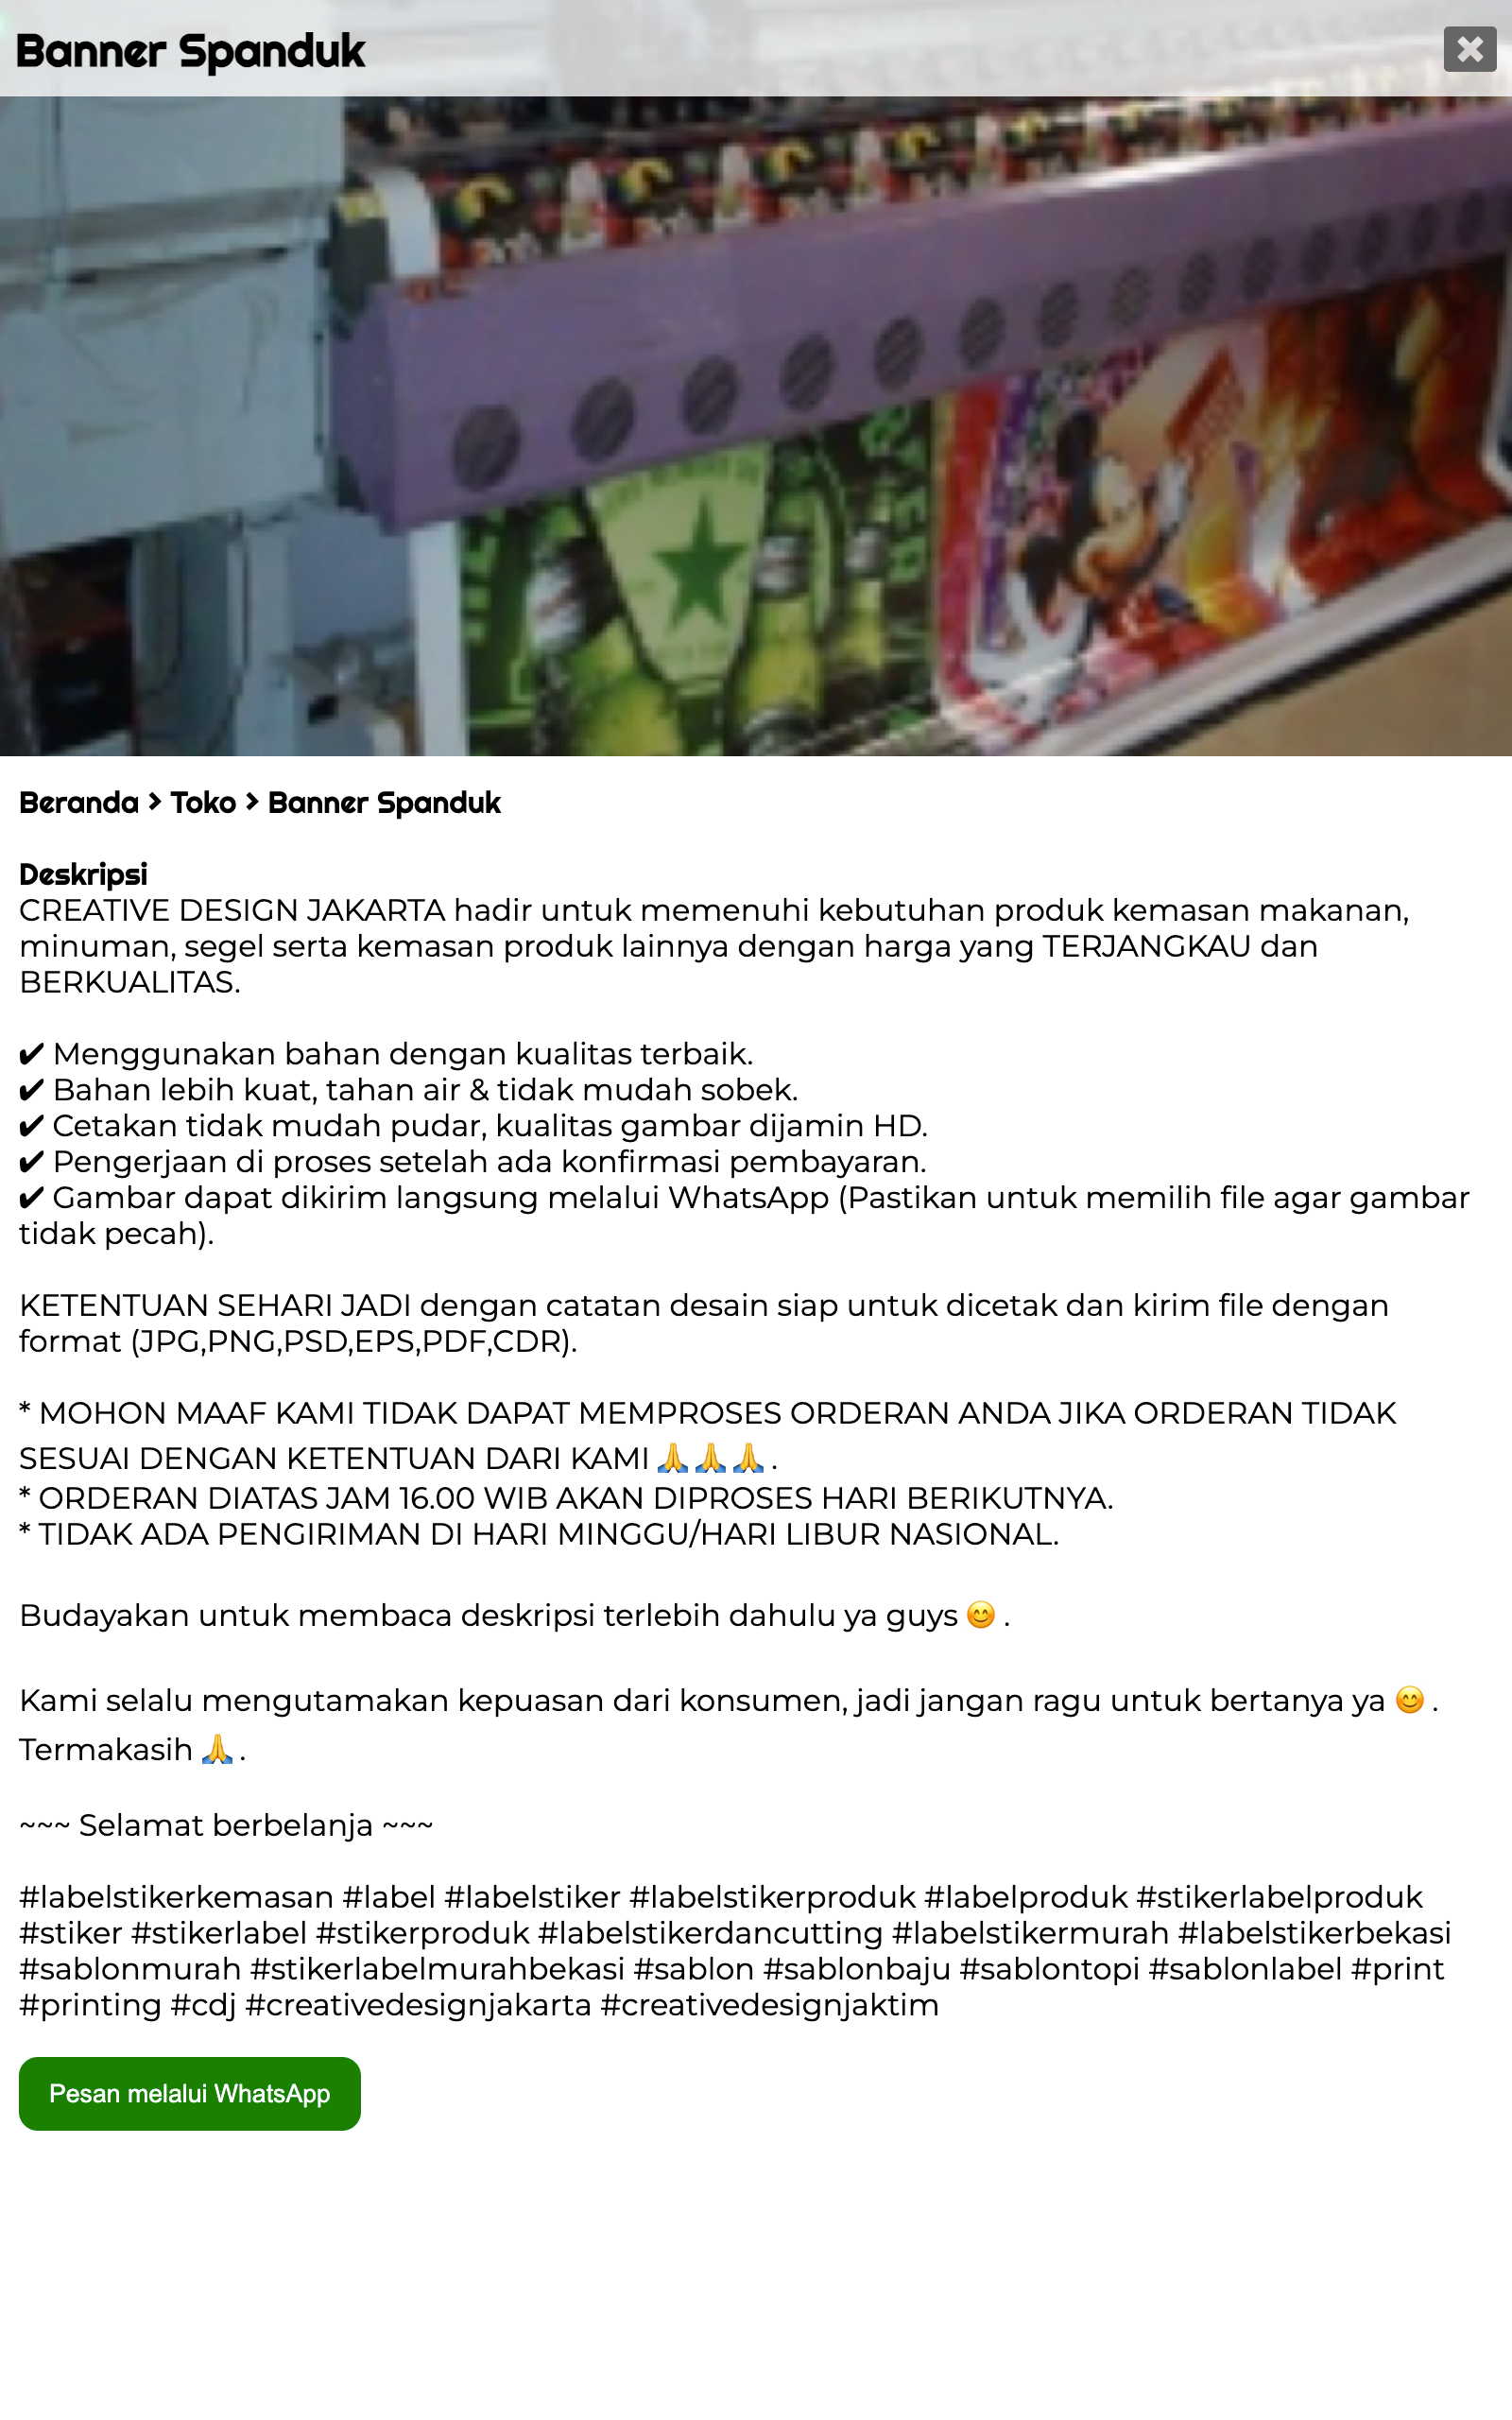 Banner Spanduk
Beranda > Toko > Banner Spanduk
Deskripsi
CREATIVE DESIGN JAKARTA hadir untuk memenuhi kebutuhan produk kemasan makanan,
minuman, segel serta kemasan produk lainnya dengan harga yang TERJANGKAU dan
BERKUALITAS.
✔ Menggunakan bahan dengan kualitas terbaik.
✔ Bahan lebih kuat, tahan air & tidak mudah sobek.
✔ Cetakan tidak mudah pudar, kualitas gambar dijamin HD.
✔ Pengerjaan di proses setelah ada konfirmasi pembayaran.
✔ Gambar dapat dikirim langsung melalui WhatsApp (Pastikan untuk memilih file agar gambar
tidak pecah).
KETENTUAN SEHARI JADI dengan catatan desain siap untuk dicetak dan kirim file dengan
format (JPG,PNG,PSD,EPS,PDF,CDR).
* MOHON MAAF KAMI TIDAK DAPAT MEMPROSES ORDERAN ANDA JIKA ORDERAN TIDAK
SESUAI DENGAN KETENTUAN DARI KAMI 🙏🙏🙏.
* ORDERAN DIATAS JAM 16.00 WIB AKAN DIPROSES HARI BERIKUTNYA.
* TIDAK ADA PENGIRIMAN DI HARI MINGGU/HARI LIBUR NASIONAL.
Budayakan untuk membaca deskripsi terlebih dahulu ya guys 😊 .
Kami selalu mengutamakan kepuasan dari konsumen, jadi jangan ragu untuk bertanya ya 😊 .
Termakasih 🙏.
~~~ Selamat berbelanja ~~~
#labelstikerkemasan #label #labelstiker #labelstikerproduk #labelproduk #stikerlabelproduk
#stiker #stikerlabel #stikerproduk #labelstikerdancutting #labelstikermurah #labelstikerbekasi
#sablonmurah #stikerlabelmurahbekasi #sablon #sablonbaju #sablontopi #sablonlabel #print
#printing #cdj #creativedesignjakarta #creativedesignjaktim
Pesan melalui WhatsApp